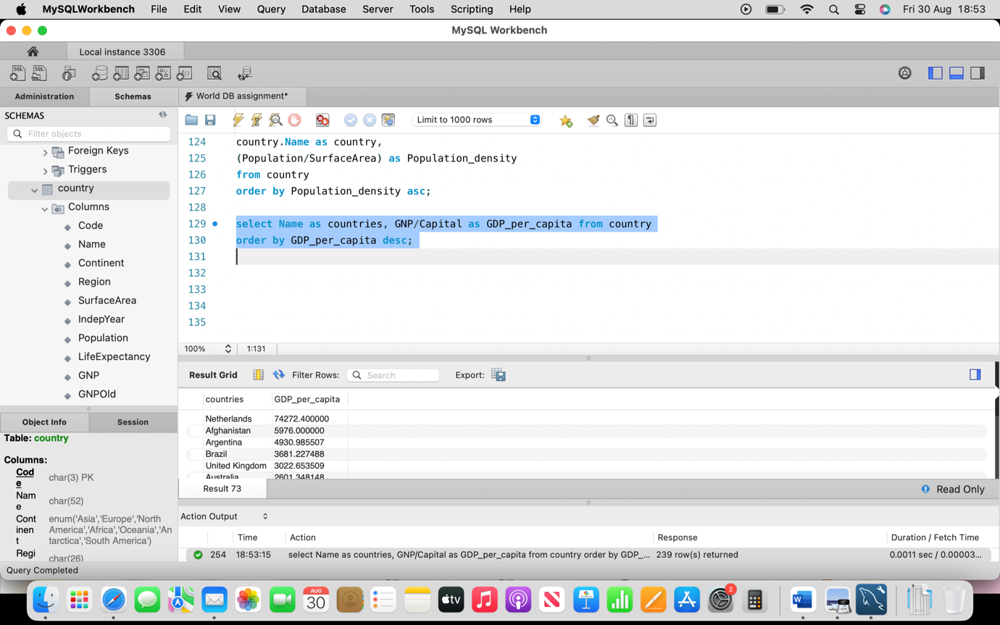 MySQLWorkbench File Edit View Query Database Server Tools Scripting Help Fri 30 Aug 18:53
MySQL Workbench
Local instance 3306
Administration Schemas World DB assignment*
SCHEMAS
Limit to 1000 rows
Filter objects
Foreign Keys
Triggers
country
Columns
Code
Name
Continent
Region
SurfaceArea
IndepYear
Population
LifeExpectancy
GNP
GNPOld
124 country.Name as country,
125 (Population/SurfaceArea) as Population_density
126 from country
127 order by Population_density asc;
128
129 select Name as countries, GNP/Capital as GDP_per_capita from country
130 order by GDP_per_capita desc;
131
132
133
134
135
100% 1:131
Result Grid Filter Rows: Search Export:
countries GDP_per_capita
Netherlands 74272.400000
Afghanistan 5976.000000
Argentina 4930.985507
Brazil 3681.227488
United Kingdom 3022.653509
Australia 2601.348148
Result 73 Read Only
Object Info Session
Table: country
Columns:
Cod
e char(3) PK
Nam
e char(52)
Cont enum('Asia','Europe','North
inen America','Africa','Oceania','An
t tarctica','South America')
Regi char(26)
Action Output
Time Action Response Duration / Fetch Time
254 18:53:15 select Name as countries, GNP/Capital as GDP_per_capita from country order by GDP_... 239 row(s) returned 0.0011 sec / 0.00003...
Query Completed
AUG
30
tv
2
W